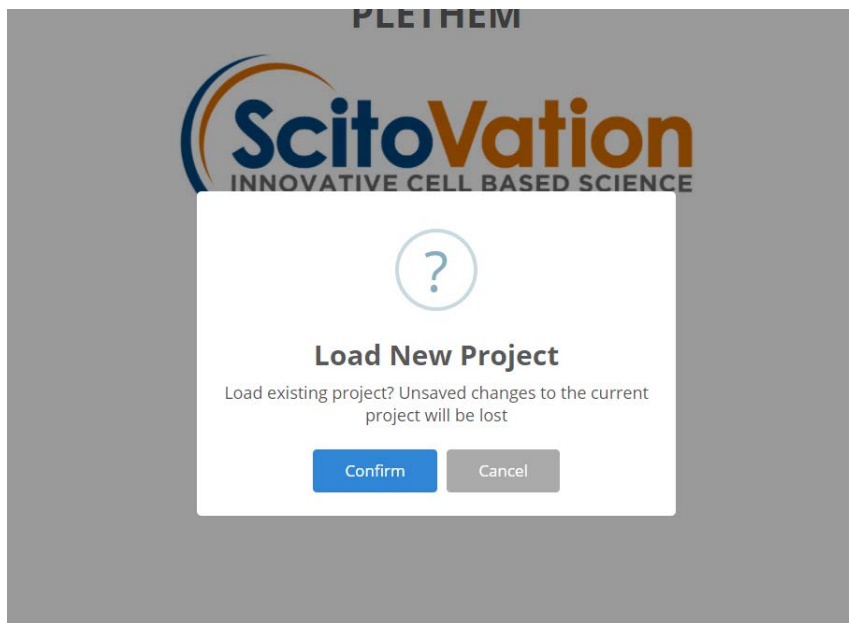 PLETHEM
ScitoVation
INNOVATIVE CELL BASED SCIENCE
?
Load New Project
Load existing project? Unsaved changes to the current
project will be lost
Confirm Cancel